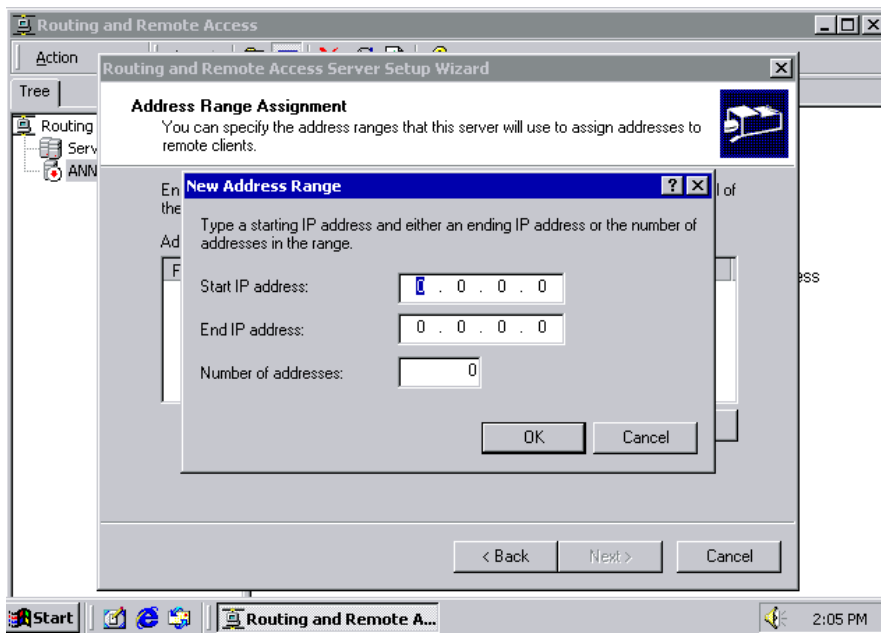 Routing and Remote Access
Action
Routing and Remote Access Server Setup Wizard
Tree
Address Range Assignment
You can specify the address ranges that this server will use to assign addresses to
remote clients.
Routing
Serv
ANN
En
l of
the
New Address Range
Type a starting IP address and either an ending IP address or the number of
addresses in the range.
Ad
F
ess
Start IP address:
0 . 0 . 0 . 0
End IP address:
0 . 0 . 0 . 0
Number of addresses:
0
OK
Cancel
< Back
Next >
Cancel
Start
Routing and Remote A...
2:05 PM